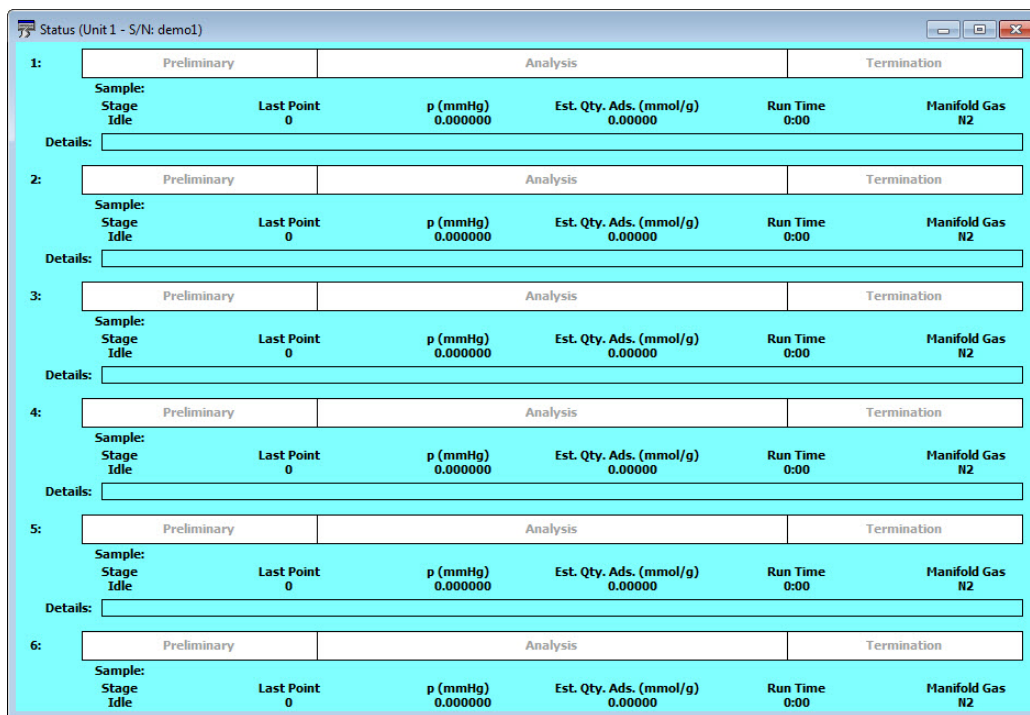 Status (Unit 1 - S/N: demo1)
1: Preliminary Analysis Termination
Sample:
Stage Last Point p (mmHg) Est. Qty. Ads. (mmol/g) Run Time Manifold Gas
Idle 0 0.000000 0.00000 0:00 N2
Details:
2: Preliminary Analysis Termination
Sample:
Stage Last Point p (mmHg) Est. Qty. Ads. (mmol/g) Run Time Manifold Gas
Idle 0 0.000000 0.00000 0:00 N2
Details:
3: Preliminary Analysis Termination
Sample:
Stage Last Point p (mmHg) Est. Qty. Ads. (mmol/g) Run Time Manifold Gas
Idle 0 0.000000 0.00000 0:00 N2
Details:
4: Preliminary Analysis Termination
Sample:
Stage Last Point p (mmHg) Est. Qty. Ads. (mmol/g) Run Time Manifold Gas
Idle 0 0.000000 0.00000 0:00 N2
Details:
5: Preliminary Analysis Termination
Sample:
Stage Last Point p (mmHg) Est. Qty. Ads. (mmol/g) Run Time Manifold Gas
Idle 0 0.000000 0.00000 0:00 N2
Details:
6: Preliminary Analysis Termination
Sample:
Stage Last Point p (mmHg) Est. Qty. Ads. (mmol/g) Run Time Manifold Gas
Idle 0 0.000000 0.00000 0:00 N2